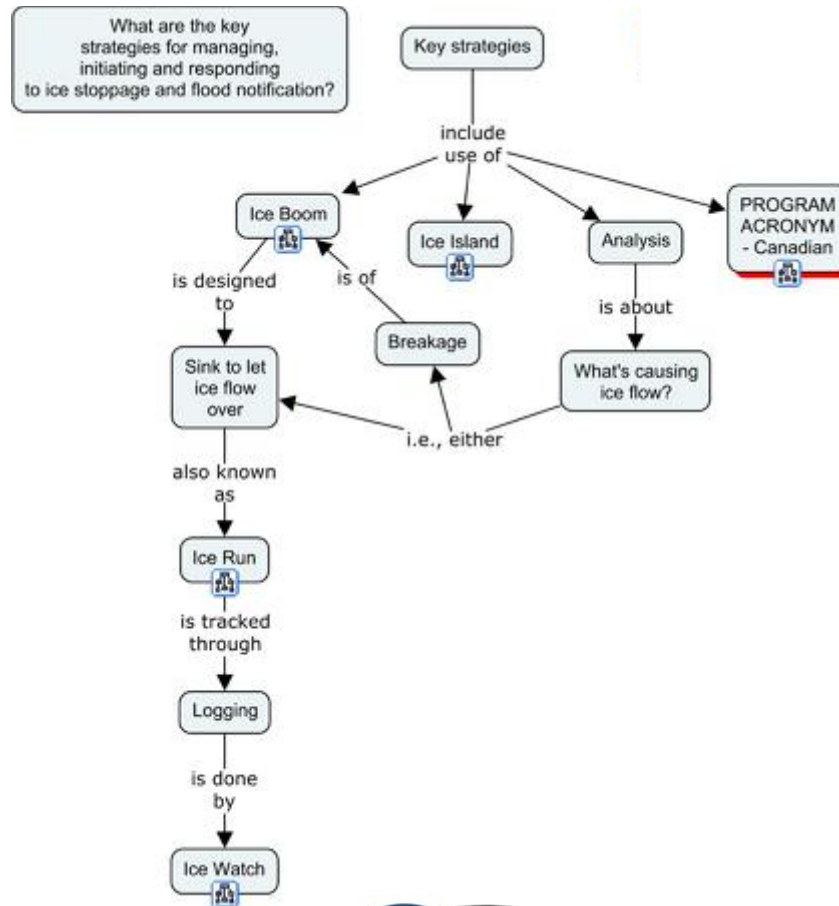 What are the key
strategies for managing,
initiating and responding
to ice stoppage and flood notification?
Key strategies
include
use of
Ice Boom
Ice Island
Analysis
PROGRAM
ACRONYM
- Canadian
is designed
to
is of
is about
Breakage
Sink to let
ice flow
over
What's causing
ice flow?
i.e., either
also known
as
Ice Run
is tracked
through
Logging
is done
by
Ice Watch